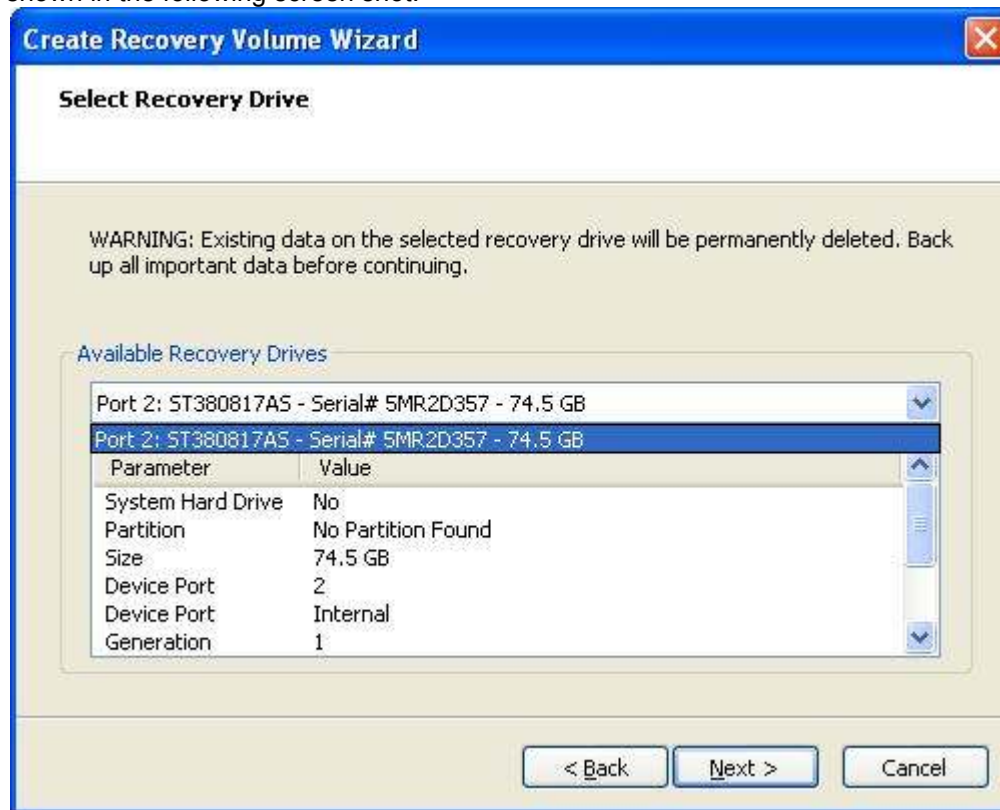 shown in the following screen shot.
Create Recovery Volume Wizard
Select Recovery Drive
WARNING: Existing data on the selected recovery drive will be permanently deleted. Back
up all important data before continuing.
Available Recovery Drives
Port 2: ST380817AS - Serial# 5MR2D357 - 74.5 GB
Port 2: ST380817AS - Serial# 5MR2D357 - 74.5 GB
Parameter Value
System Hard Drive No
Partition No Partition Found
Size 74.5 GB
Device Port 2
Device Port Internal
Generation 1
< Back Next > Cancel